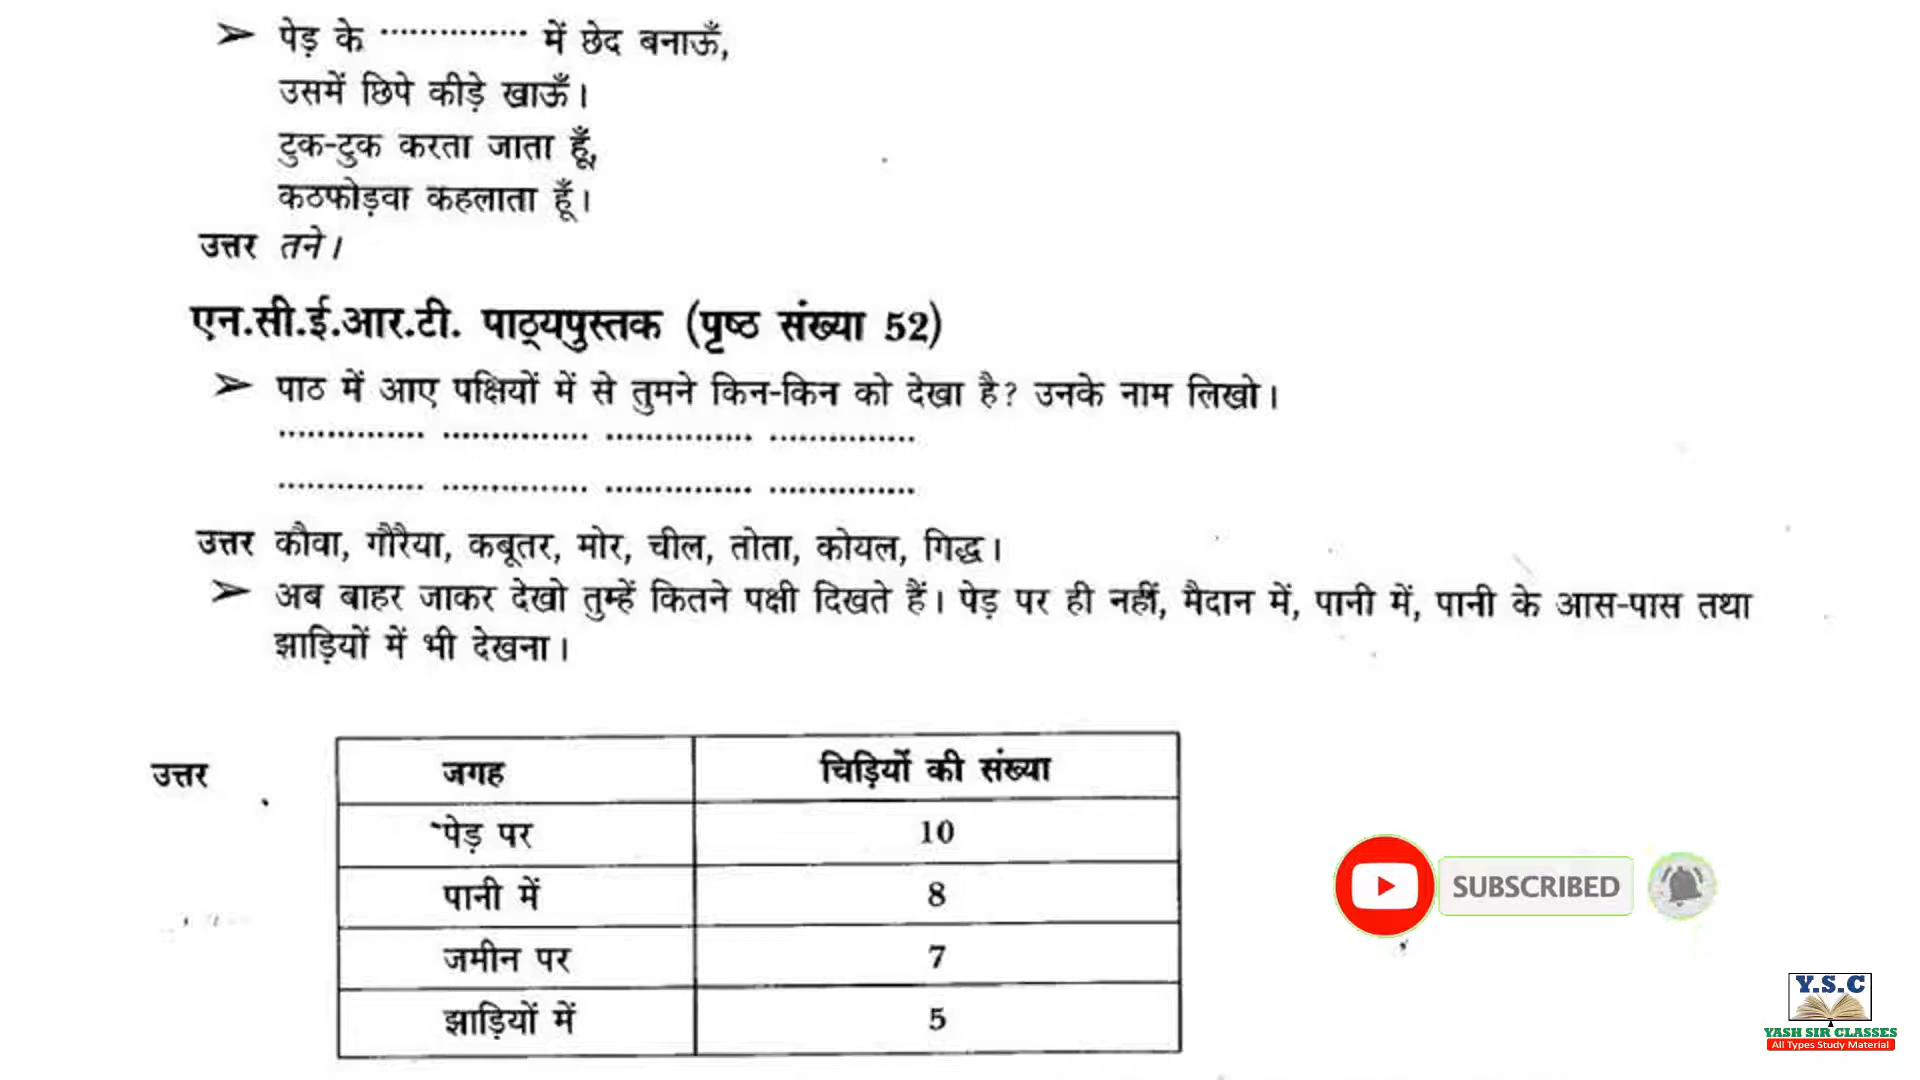 ➢ पेड़ के ............... में छेद बनाऊँ,
उसमें छिपे कीड़े खाऊँ।
टुक-टुक करता जाता हूँ,
कठफोड़वा कहलाता हूँ।
उत्तर तने।
एन.सी.ई.आर.टी. पाठ्यपुस्तक (पृष्ठ संख्या 52)
➢ पाठ में आए पक्षियों में से तुमने किन-किन को देखा है? उनके नाम लिखो।
............... ............... ............... ...............
............... ............... ............... ...............
उत्तर कौवा, गौरैया, कबूतर, मोर, चील, तोता, कोयल, गिद्ध।
➢ अब बाहर जाकर देखो तुम्हें कितने पक्षी दिखते हैं। पेड़ पर ही नहीं, मैदान में, पानी में, पानी के आस-पास तथा
झाड़ियों में भी देखना।
उत्तर जगह चिड़ियों की संख्या
पेड़ पर 10
पानी में 8
जमीन पर 7
झाड़ियों में 5
SUBSCRIBED
Y.S.C
YASH SIR CLASSES
All Types Study Material